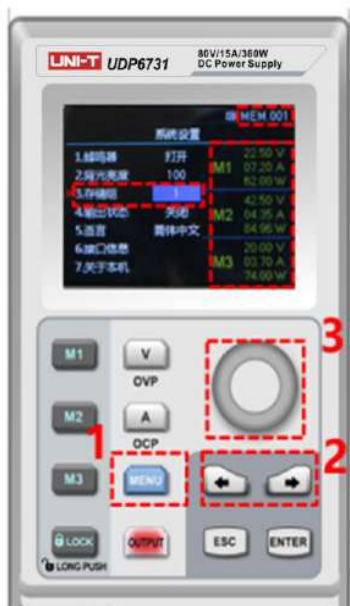 UNI-T UDP6731
80V/15A/360W
DC Power Supply
MEM.001
系统设置
1.蜂鸣器 打开
2.背光亮度 100
3.存储组 1
4.输出状态 关闭
5.语言 简体中文
6.接口信息
7.关于本机
M1
22.50 V
07.20 A
62.00 W
M2
42.50 V
04.35 A
84.96 W
M3
20.00 V
03.70 A
74.00 W
M1
V
OVP
3
M2
A
OCP
1
2
M3
MENU
LOCK
LONG PUSH
OUTPUT
ESC
ENTER